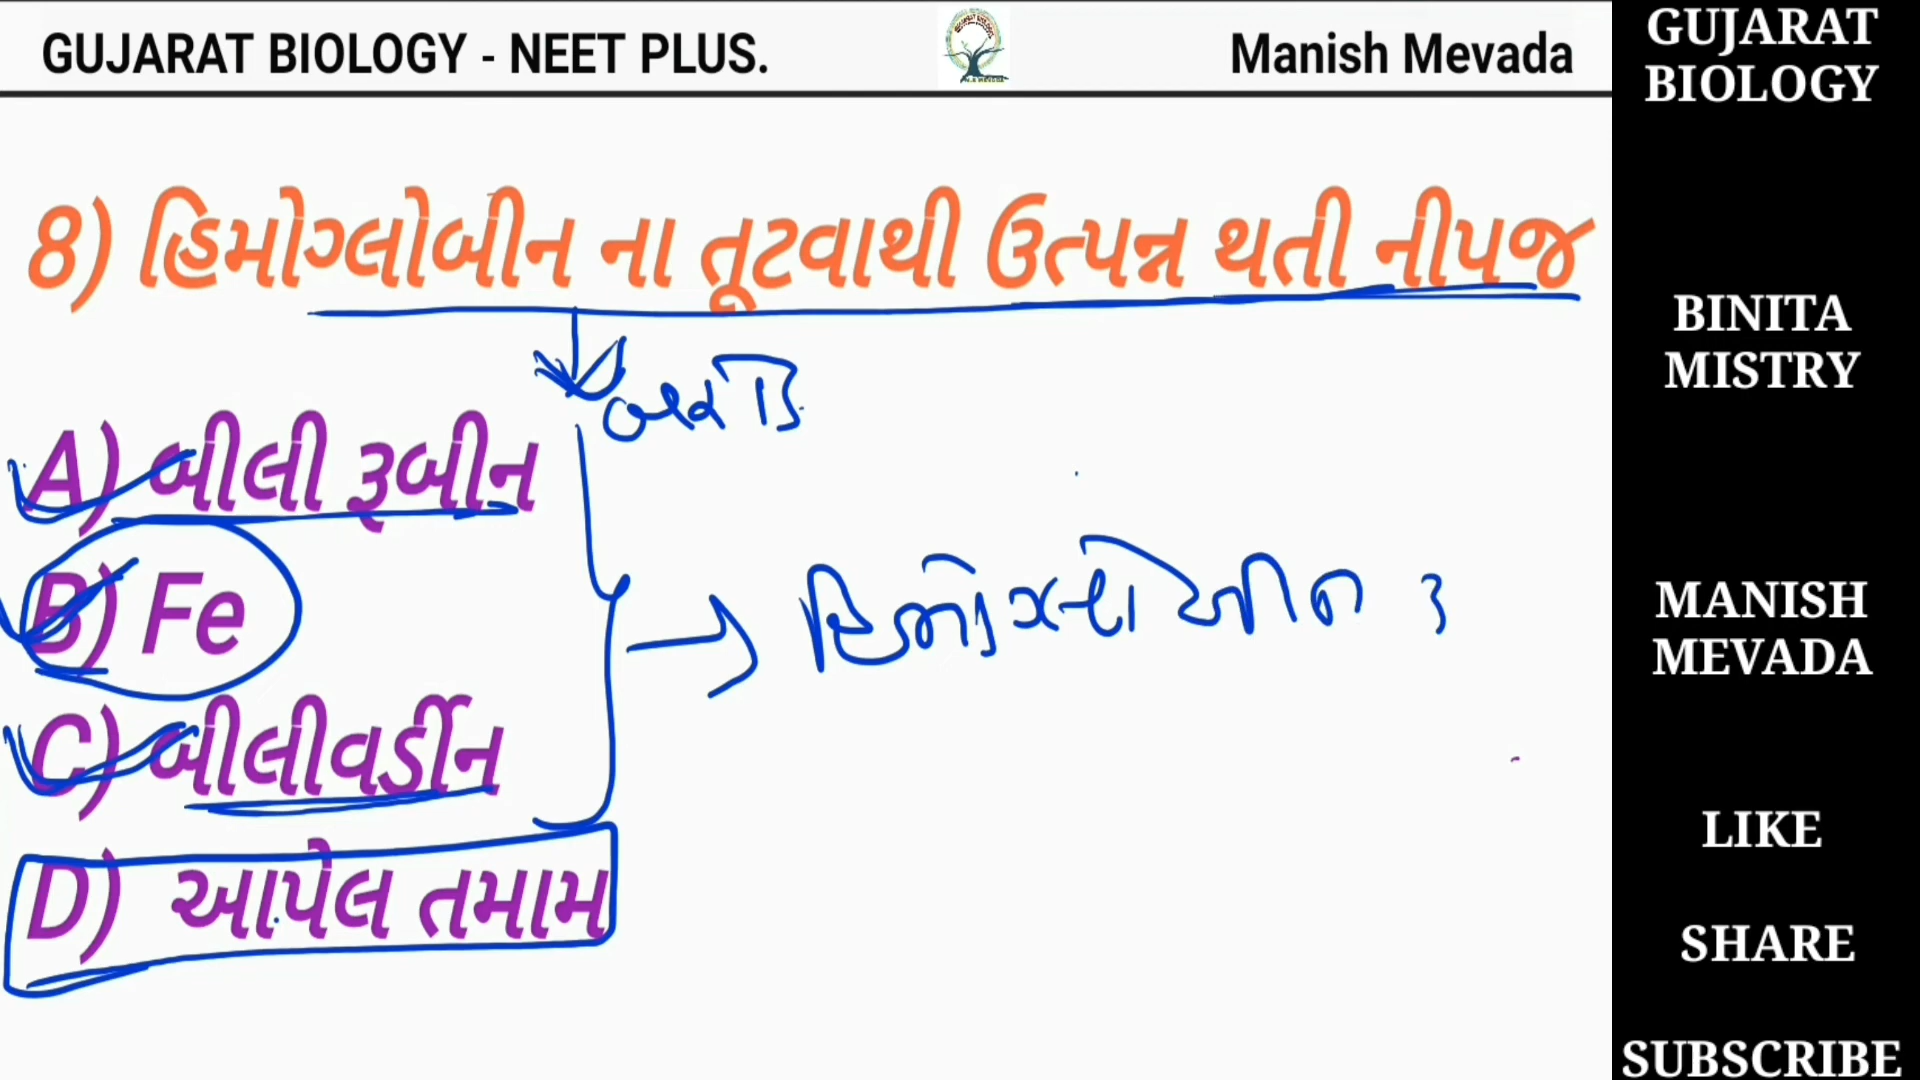 GUJARAT BIOLOGY - NEET PLUS.
Manish Mevada
8) હિમોગ્લોબીન ના તૂટવાથી ઉત્પન્ન થતી નીપજ
A) બીલી રૂબીન
B) Fe
C) બીલીવર્ડીન
D) આપેલ તમામ
GUJARAT
BIOLOGY
BINITA
MISTRY
MANISH
MEVADA
LIKE
SHARE
SUBSCRIBE